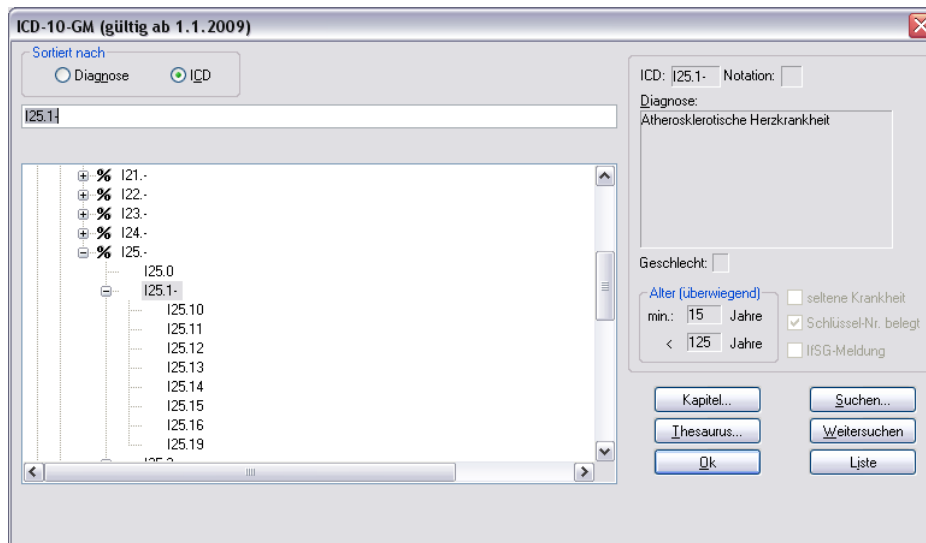 ICD-10-GM (gültig ab 1.1.2009)
Sortiert nach
Diagnose
ICD
I25.1-
% I21.-
% I22.-
% I23.-
% I24.-
% I25.-
I25.0
I25.1-
I25.10
I25.11
I25.12
I25.13
I25.14
I25.15
I25.16
I25.19
ICD: I25.1- Notation:
Diagnose:
Atherosklerotische Herzkrankheit
Geschlecht:
Alter (überwiegend)
min.: 15 Jahre
< 125 Jahre
seltene Krankheit
Schlüssel-Nr. belegt
IfSG-Meldung
Kapitel...
Suchen...
Thesaurus...
Weitersuchen
Ok
Liste